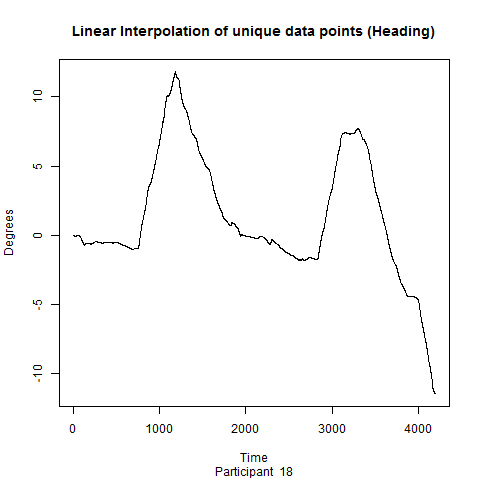 Linear Interpolation of unique data points (Heading)
Degrees
10
5
0
-5
-10
0 1000 2000 3000 4000
Time
Participant 18